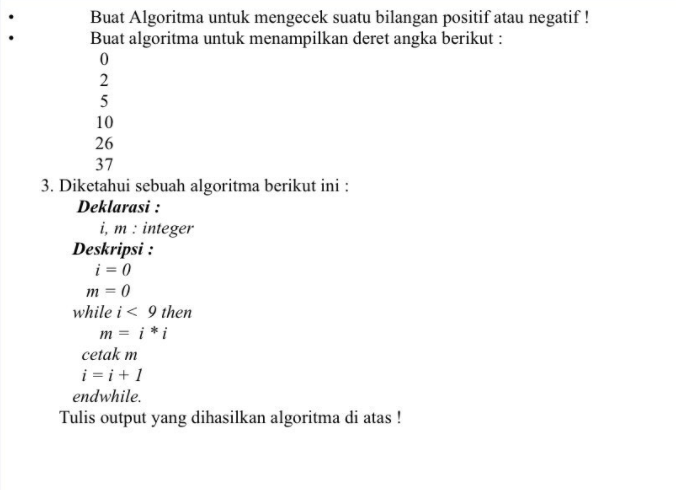 • Buat Algoritma untuk mengecek suatu bilangan positif atau negatif !
• Buat algoritma untuk menampilkan deret angka berikut :
0
2
5
10
26
37
3. Diketahui sebuah algoritma berikut ini :
Deklarasi :
i, m : integer
Deskripsi :
i = 0
m = 0
while i < 9 then
m = i * i
cetak m
i = i + 1
endwhile.
Tulis output yang dihasilkan algoritma di atas !